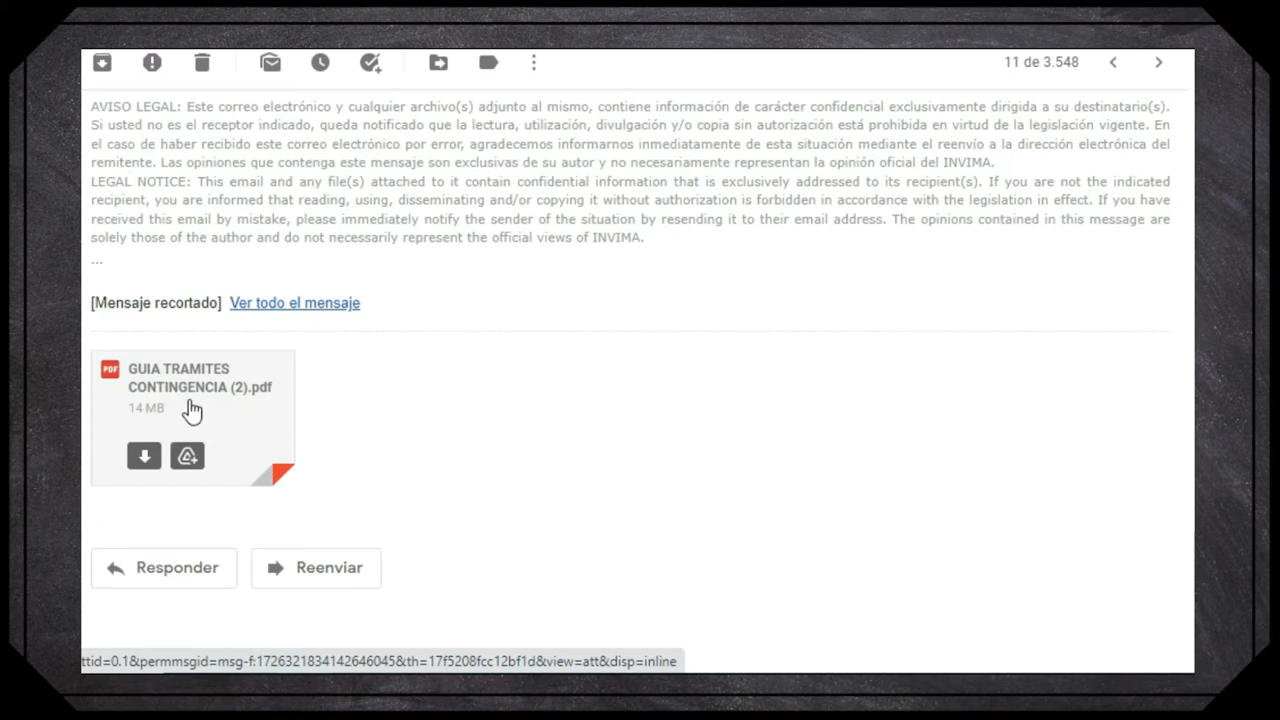 11 de 3.548
AVISO LEGAL: Este correo electrónico y cualquier archivo(s) adjunto al mismo, contiene información de carácter confidencial exclusivamente dirigida a su destinatario(s).
Si usted no es el receptor indicado, queda notificado que la lectura, utilización, divulgación y/o copia sin autorización está prohibida en virtud de la legislación vigente. En
el caso de haber recibido este correo electrónico por error, agradecemos informarnos inmediatamente de esta situación mediante el reenvío a la dirección electrónica del
remitente. Las opiniones que contenga este mensaje son exclusivas de su autor y no necesariamente representan la opinión oficial del INVIMA.
LEGAL NOTICE: This email and any file(s) attached to it contain confidential information that is exclusively addressed to its recipient(s). If you are not the indicated
recipient, you are informed that reading, using, disseminating and/or copying it without authorization is forbidden in accordance with the legislation in effect. If you have
received this email by mistake, please immediately notify the sender of the situation by resending it to their email address. The opinions contained in this message are
solely those of the author and do not necessarily represent the official views of INVIMA.
...
[Mensaje recortado] Ver todo el mensaje
PDF GUIA TRAMITES
CONTINGENCIA (2).pdf
14 MB
Responder Reenviar
ttid=0.1&permmsgid=msg-f:1726321834142646045&th=17f5208fcc12bf1d&view=att&disp=inline